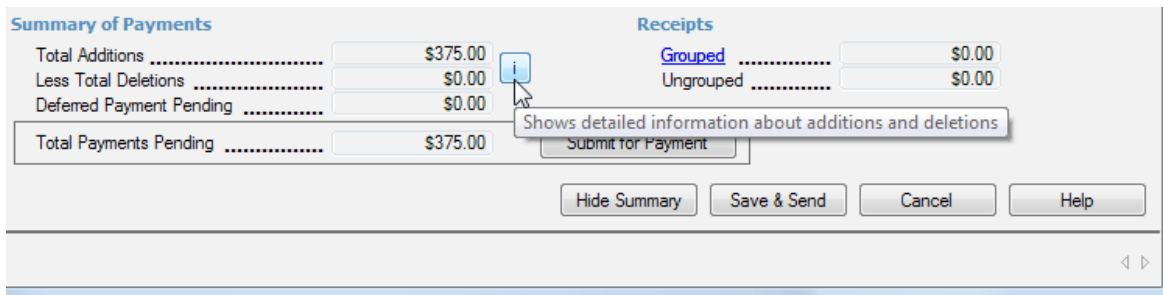 Summary of Payments
Receipts
Total Additions ............................ $375.00
i
Grouped ............... $0.00
Less Total Deletions ..................... $0.00
Ungrouped ............. $0.00
Deferred Payment Pending ............. $0.00
Shows detailed information about additions and deletions
Total Payments Pending ................ $375.00
Submit for Payment
Hide Summary
Save & Send
Cancel
Help